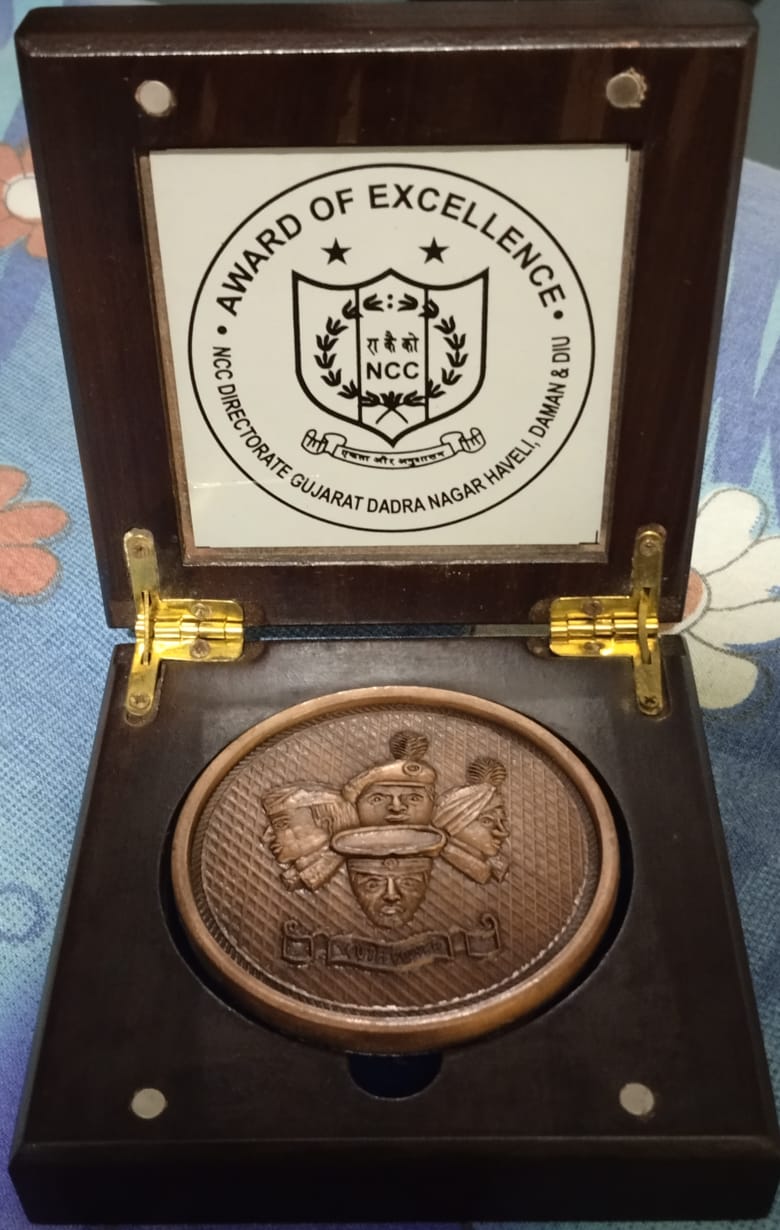 AWARD OF EXCELLENCE
रा कै को
NCC
एकता और अनुशासन
NCC DIRECTORATE GUJARAT DADRA NAGAR HAVELI, DAMAN & DIU